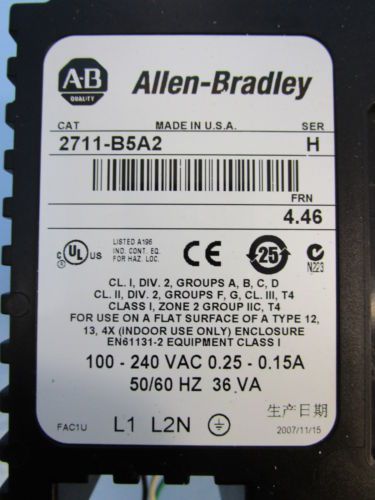 A·B
QUALITY
Allen-Bradley
CAT MADE IN U.S.A. SER
2711-B5A2 H
FRN
4.46
C UL US
LISTED A196
IND. CONT. EQ.
FOR HAZ. LOC.
CE
25
N223
CL. I, DIV. 2, GROUPS A, B, C, D
CL. II, DIV. 2, GROUPS F, G, CL. III, T4
CLASS I, ZONE 2 GROUP IIC, T4
FOR USE ON A FLAT SURFACE OF A TYPE 12,
13, 4X (INDOOR USE ONLY) ENCLOSURE
EN61131-2 EQUIPMENT CLASS I
100 - 240 VAC 0.25 - 0.15A
50/60 HZ 36 VA
生产日期
FAC1U L1 L2N 2007/11/15